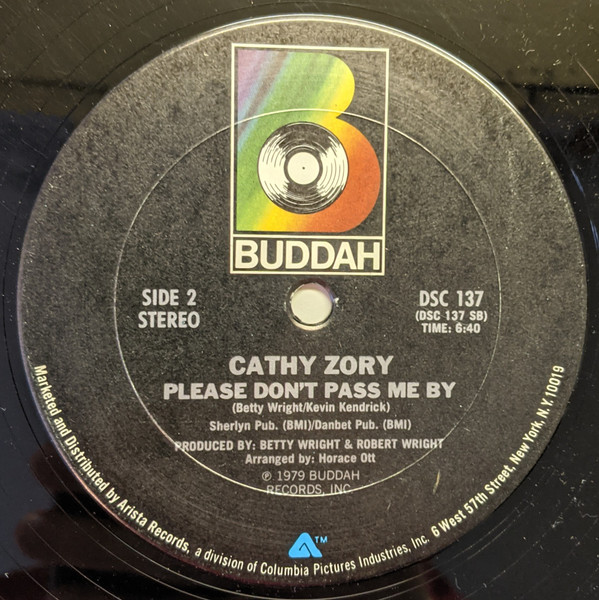 B
BUDDAH
SIDE 2
STEREO
DSC 137
(DSC 137 SB)
TIME: 6:40
CATHY ZORY
PLEASE DON'T PASS ME BY
(Betty Wright/Kevin Kendrick)
Sherlyn Pub. (BMI)/Danbet Pub. (BMI)
PRODUCED BY: BETTY WRIGHT & ROBERT WRIGHT
Arranged by: Horace Ott
℗ 1979 BUDDAH
RECORDS, INC.
Marketed and Distributed by Arista Records, a division of Columbia Pictures Industries, Inc. 6 West 57th Street, New York, N.Y. 10019
TM